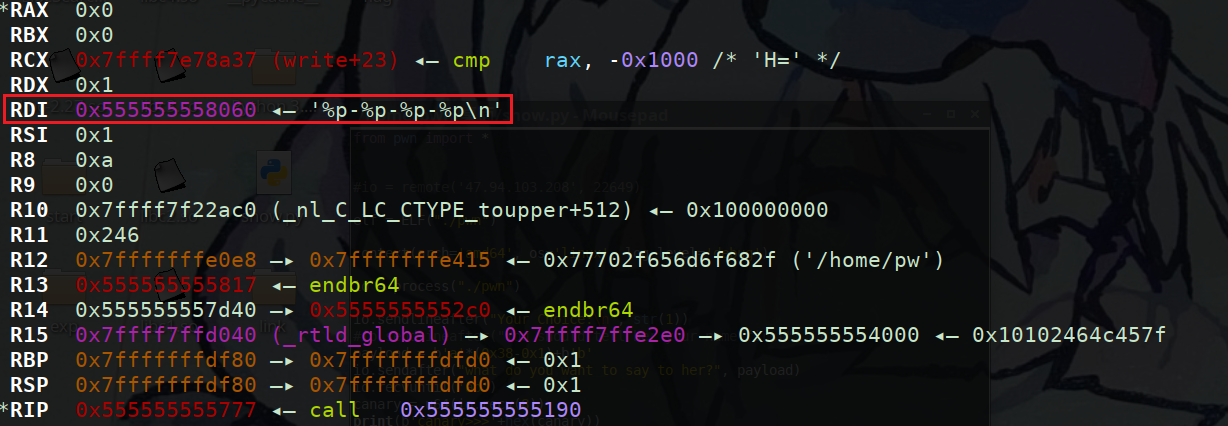 *RAX 0x0
RBX 0x0
RCX 0x7ffff7e78a37 (write+23) ◂— cmp rax, -0x1000 /* 'H=' */
RDX 0x1
RDI 0x555555558060 ◂— '%p-%p-%p-%p\n'
RSI 0x1
R8 0xa
R9 0x0
R10 0x7ffff7f22ac0 (_nl_C_LC_CTYPE_toupper+512) ◂— 0x100000000
R11 0x246
R12 0x7fffffffe0e8 —▸ 0x7fffffffe415 ◂— 0x77702f656d6f682f ('/home/pw')
R13 0x555555555817 ◂— endbr64
R14 0x555555557d40 —▸ 0x5555555552c0 ◂— endbr64
R15 0x7ffff7ffd040 (_rtld_global) —▸ 0x7ffff7ffe2e0 —▸ 0x555555554000 ◂— 0x10102464c457f
RBP 0x7fffffffdf80 —▸ 0x7fffffffdfd0 ◂— 0x1
RSP 0x7fffffffdf80 —▸ 0x7fffffffdfd0 ◂— 0x1
*RIP 0x555555555777 ◂— call 0x555555555190
from pwn import *